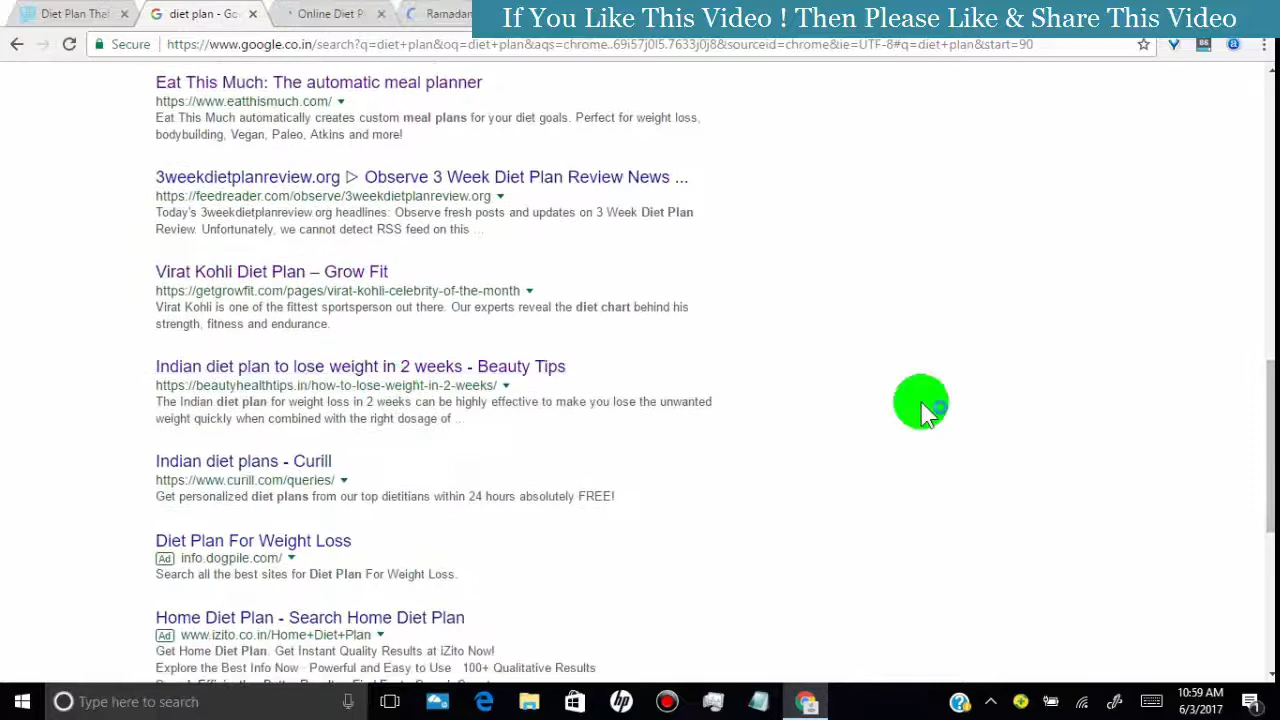 If You Like This Video ! Then Please Like & Share This Video
Diet Plan Thet
diet plan - Go
Online Diet Pl
Ramadan
Secure
https://www.google.co.in/search?q=diet+plan&oq=diet+plan&aqs=chrome..69i57j0l5.7633j0j8&sourceid=chrome&ie=UTF-8#q=diet+plan&start=90
Eat This Much: The automatic meal planner
https://www.eatthismuch.com/
Eat This Much automatically creates custom meal plans for your diet goals. Perfect for weight loss,
bodybuilding, Vegan, Paleo, Atkins and more!
3weekdietplanreview.org ▷ Observe 3 Week Diet Plan Review News ...
https://feedreader.com/observe/3weekdietplanreview.org
Today's 3weekdietplanreview.org headlines: Observe fresh posts and updates on 3 Week Diet Plan
Review. Unfortunately, we cannot detect RSS feed on this ...
Virat Kohli Diet Plan – Grow Fit
https://getgrowfit.com/pages/virat-kohli-celebrity-of-the-month
Virat Kohli is one of the fittest sportsperson out there. Our experts reveal the diet chart behind his
strength, fitness and endurance.
Indian diet plan to lose weight in 2 weeks - Beauty Tips
https://beautyhealthtips.in/how-to-lose-weight-in-2-weeks/
The Indian diet plan for weight loss in 2 weeks can be highly effective to make you lose the unwanted
weight quickly when combined with the right dosage of ...
Indian diet plans - Curill
https://www.curill.com/queries/
Get personalized diet plans from our top dietitians within 24 hours absolutely FREE!
Diet Plan For Weight Loss
Ad info.dogpile.com/
Search all the best sites for Diet Plan For Weight Loss.
Home Diet Plan - Search Home Diet Plan
Ad www.izito.co.in/Home+Diet+Plan
Get Home Diet Plan. Get Instant Quality Results at iZito Now!
Explore the Best Info Now · Powerful and Easy to Use · 100+ Qualitative Results
Type here to search
10:59 AM
6/3/2017